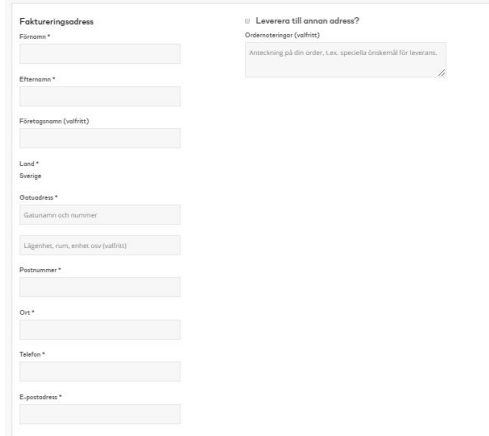 Faktureringsadress
Förnamn *
Efternamn *
Företagsnamn (valfritt)
Land *
Sverige
Gatuadress *
Gatunamn och nummer
Lägenhet, rum, enhet osv (valfritt)
Postnummer *
Ort *
Telefon *
E-postadress *
Leverera till annan adress?
Ordernoteringar (valfritt)
Anteckning på din order, t.ex. speciella önskemål för leverans.